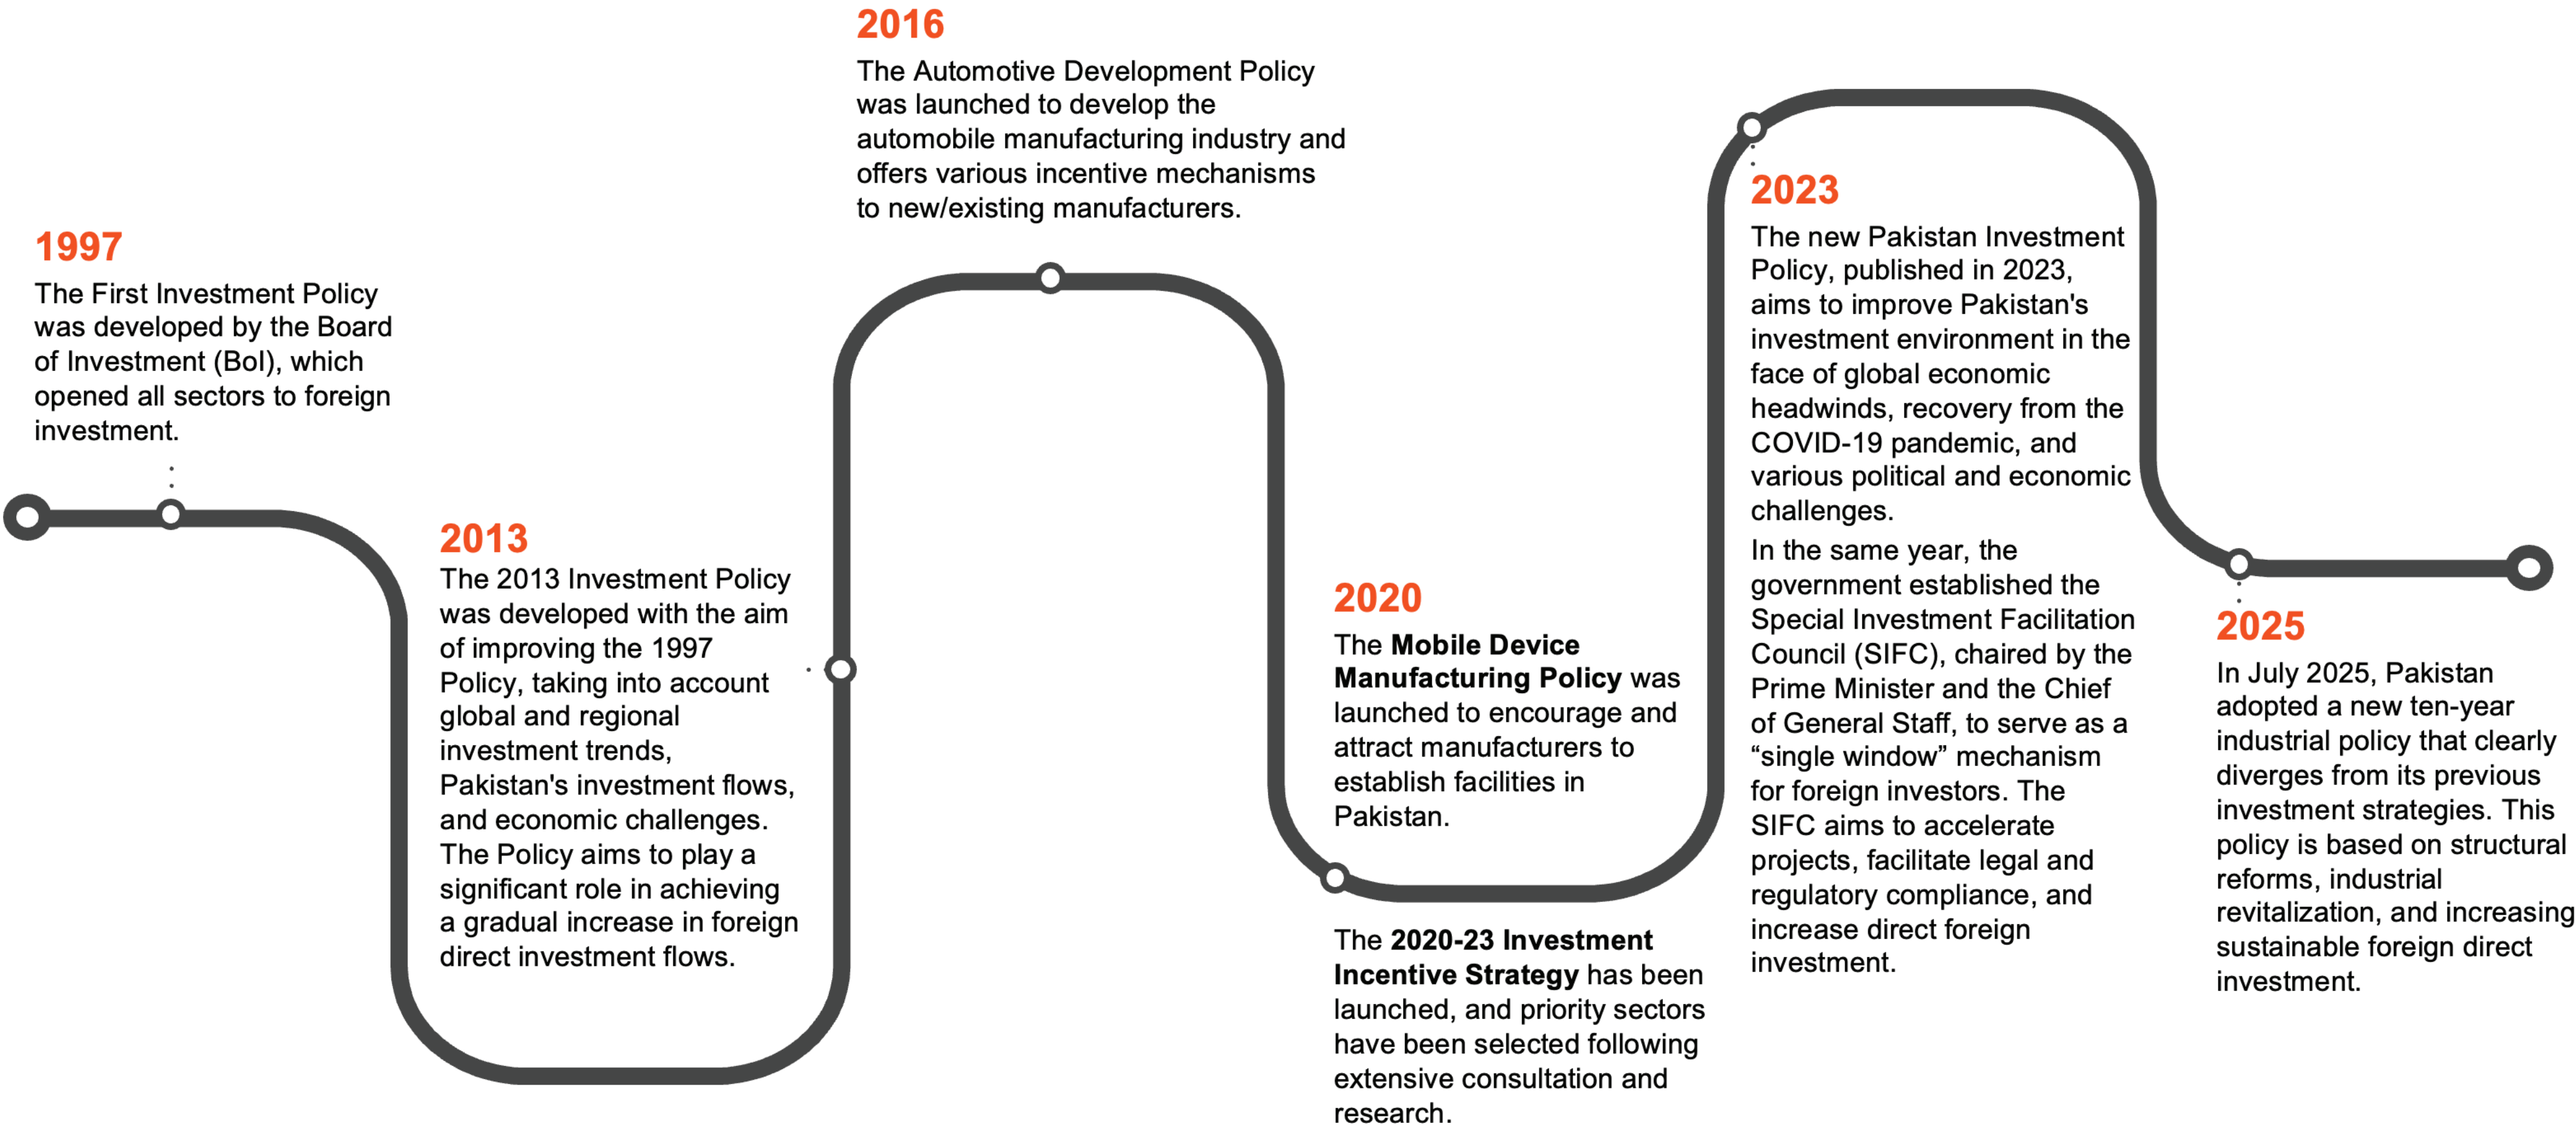 1997
The First Investment Policy
was developed by the Board
of Investment (BoI), which
opened all sectors to foreign
investment.
2013
The 2013 Investment Policy
was developed with the aim
of improving the 1997
Policy, taking into account
global and regional
investment trends,
Pakistan's investment flows,
and economic challenges.
The Policy aims to play a
significant role in achieving
a gradual increase in foreign
direct investment flows.
2016
The Automotive Development Policy
was launched to develop the
automobile manufacturing industry and
offers various incentive mechanisms
to new/existing manufacturers.
2020
The Mobile Device
Manufacturing Policy was
launched to encourage and
attract manufacturers to
establish facilities in
Pakistan.
The 2020-23 Investment
Incentive Strategy has been
launched, and priority sectors
have been selected following
extensive consultation and
research.
2023
The new Pakistan Investment
Policy, published in 2023,
aims to improve Pakistan's
investment environment in the
face of global economic
headwinds, recovery from the
COVID-19 pandemic, and
various political and economic
challenges.
In the same year, the
government established the
Special Investment Facilitation
Council (SIFC), chaired by the
Prime Minister and the Chief
of General Staff, to serve as a
“single window” mechanism
for foreign investors. The
SIFC aims to accelerate
projects, facilitate legal and
regulatory compliance, and
increase direct foreign
investment.
2025
In July 2025, Pakistan
adopted a new ten-year
industrial policy that clearly
diverges from its previous
investment strategies. This
policy is based on structural
reforms, industrial
revitalization, and increasing
sustainable foreign direct
investment.